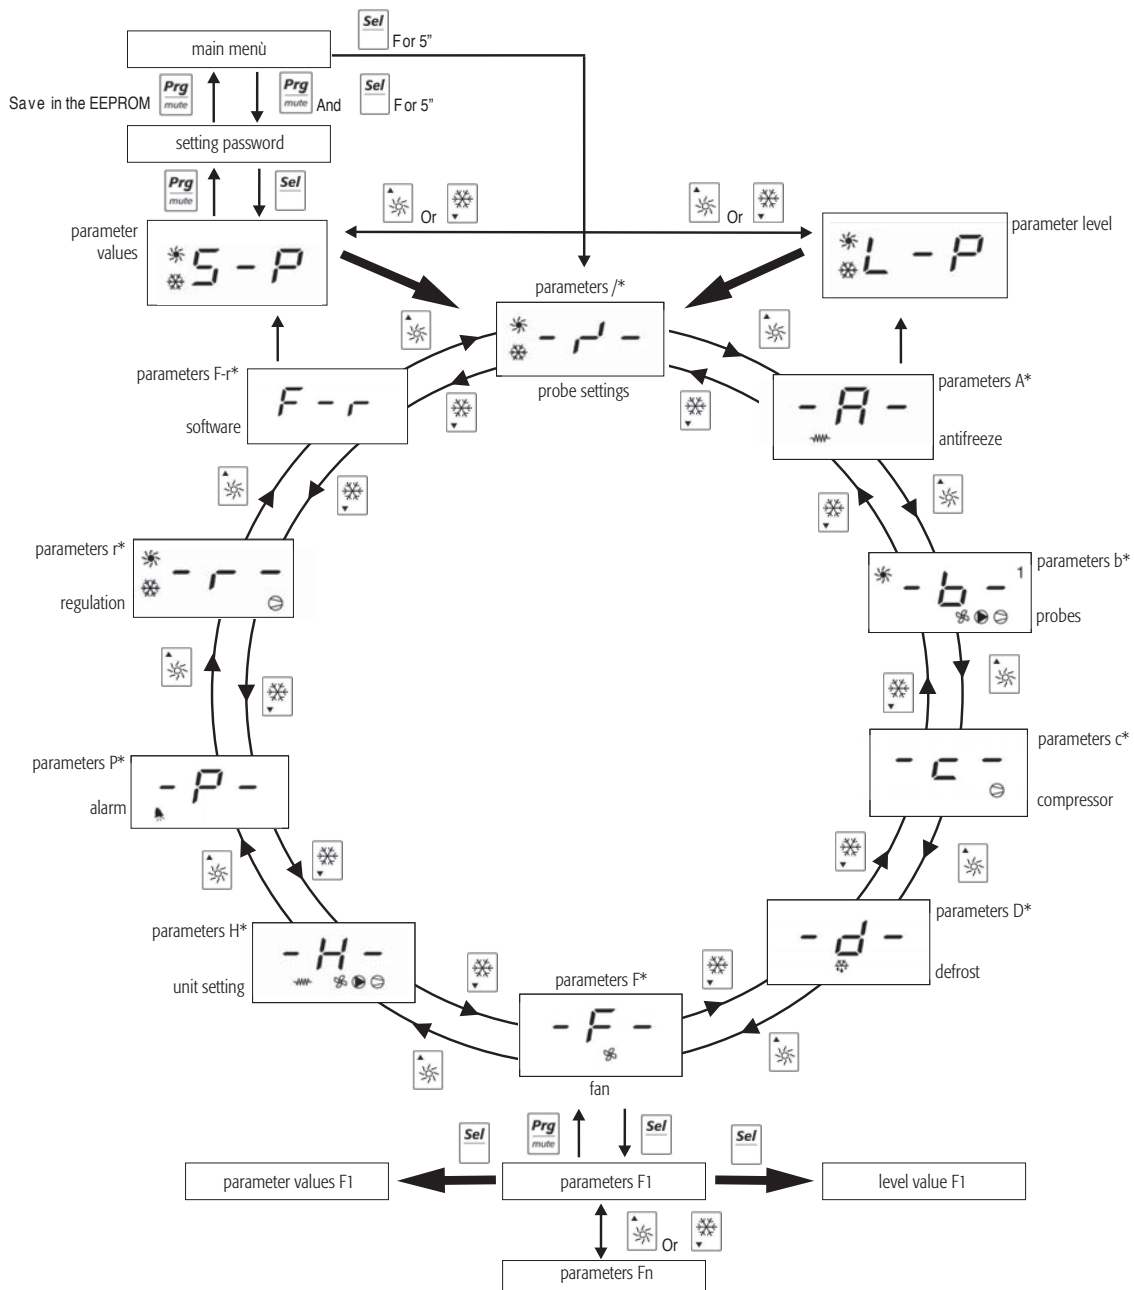 Sel
For 5"
main menù
Save in the EEPROM
Prg
mute
Prg
mute
And
Sel
For 5"
setting password
Prg
mute
Sel
Or
Or
parameter
values
S - P
parameter level
L - P
parameters /*
- / -
probe settings
parameters F-r*
F - r
software
parameters A*
- A -
antifreeze
parameters r*
- r -
regulation
parameters b*
- b -
1
probes
parameters P*
- P -
alarm
parameters c*
- c -
compressor
parameters H*
- H -
unit setting
parameters D*
- d -
defrost
parameters F*
- F -
fan
Sel
Prg
mute
Sel
Sel
parameter values F1
parameters F1
level value F1
Or
parameters Fn